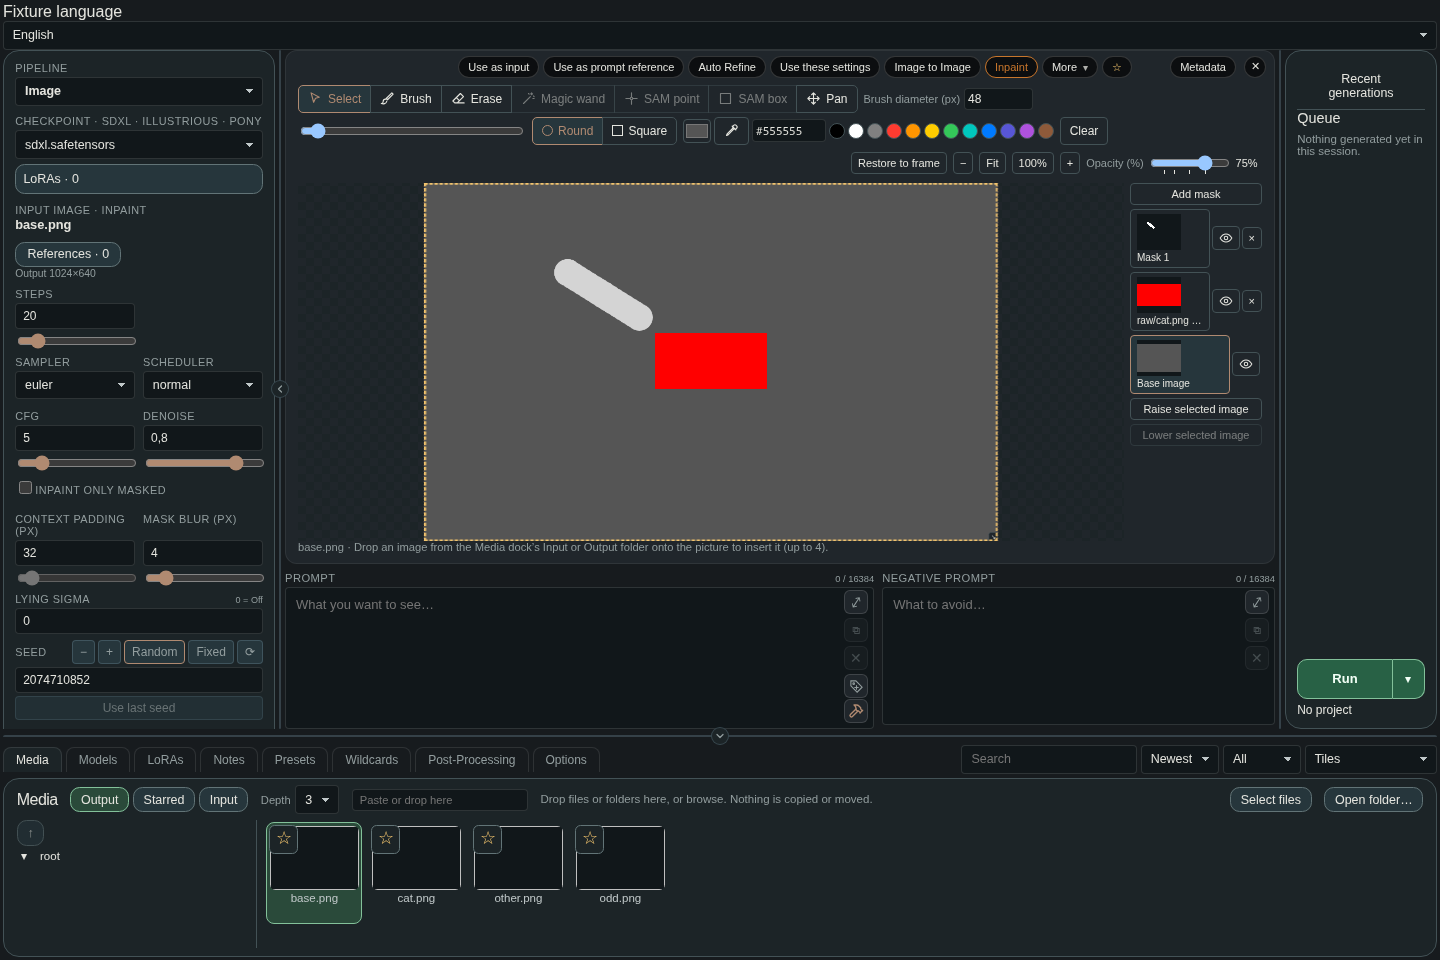 Fixture language
English
PIPELINE
Image
CHECKPOINT · SDXL · ILLUSTRIOUS · PONY
sdxl.safetensors
LoRAs · 0
INPUT IMAGE · INPAINT
base.png
References · 0
Output 1024×640
STEPS
20
SAMPLER SCHEDULER
euler normal
CFG DENOISE
5 0,8
INPAINT ONLY MASKED
CONTEXT PADDING (PX) MASK BLUR (PX)
32 4
LYING SIGMA 0 = Off
0
SEED − + Random Fixed ⟳
2074710852
Use last seed
Use as input Use as prompt reference Auto Refine Use these settings Image to Image Inpaint More ▾ ☆ Metadata ✕
Select Brush Erase Magic wand SAM point SAM box Pan Brush diameter (px) 48
Round Square #555555 Clear
Restore to frame − Fit 100% + Opacity (%) 75%
Add mask
Mask 1 ×
raw/cat.png … ×
Base image
Raise selected image
Lower selected image
base.png · Drop an image from the Media dock's Input or Output folder onto the picture to insert it (up to 4).
PROMPT 0 / 16384
What you want to see…
NEGATIVE PROMPT 0 / 16384
What to avoid…
Recent generations
Queue
Nothing generated yet in this session.
Run ▾
No project
Media Models LoRAs Notes Presets Wildcards Post-Processing Options
Search Newest All Tiles
Media Output Starred Input Depth 3 Paste or drop here Drop files or folders here, or browse. Nothing is copied or moved. Select files Open folder…
↑
▾ root
base.png cat.png other.png odd.png